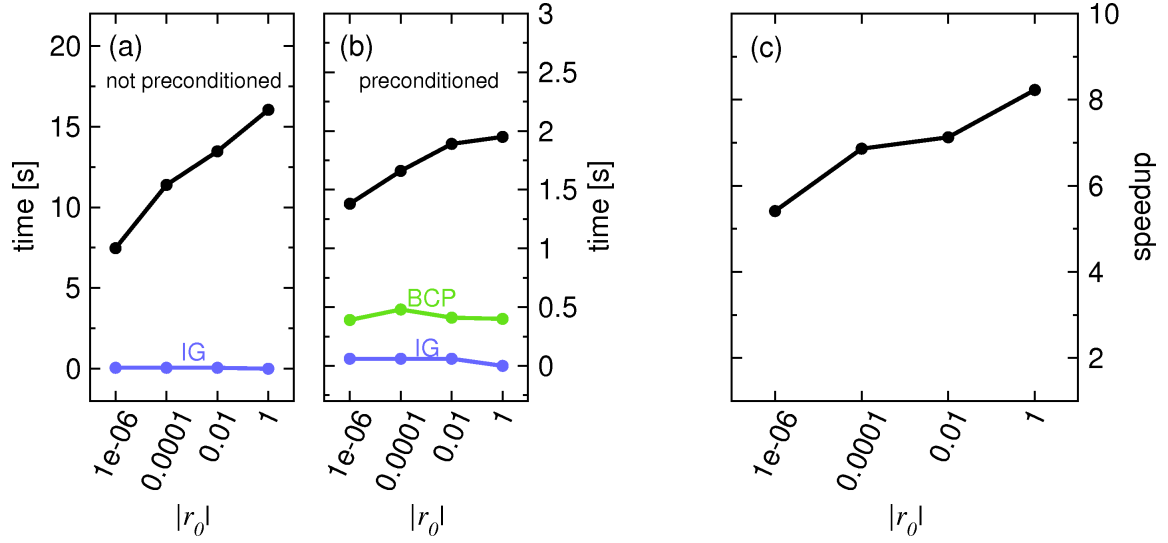 (a)
not preconditioned
20
15
10
5
0
time [s]
IG
1e-06
0.0001
0.01
1
|r0|
(b)
preconditioned
3
2.5
2
1.5
1
0.5
0
time [s]
BCP
IG
1e-06
0.0001
0.01
1
|r0|
(c)
10
8
6
4
2
speedup
1e-06
0.0001
0.01
1
|r0|